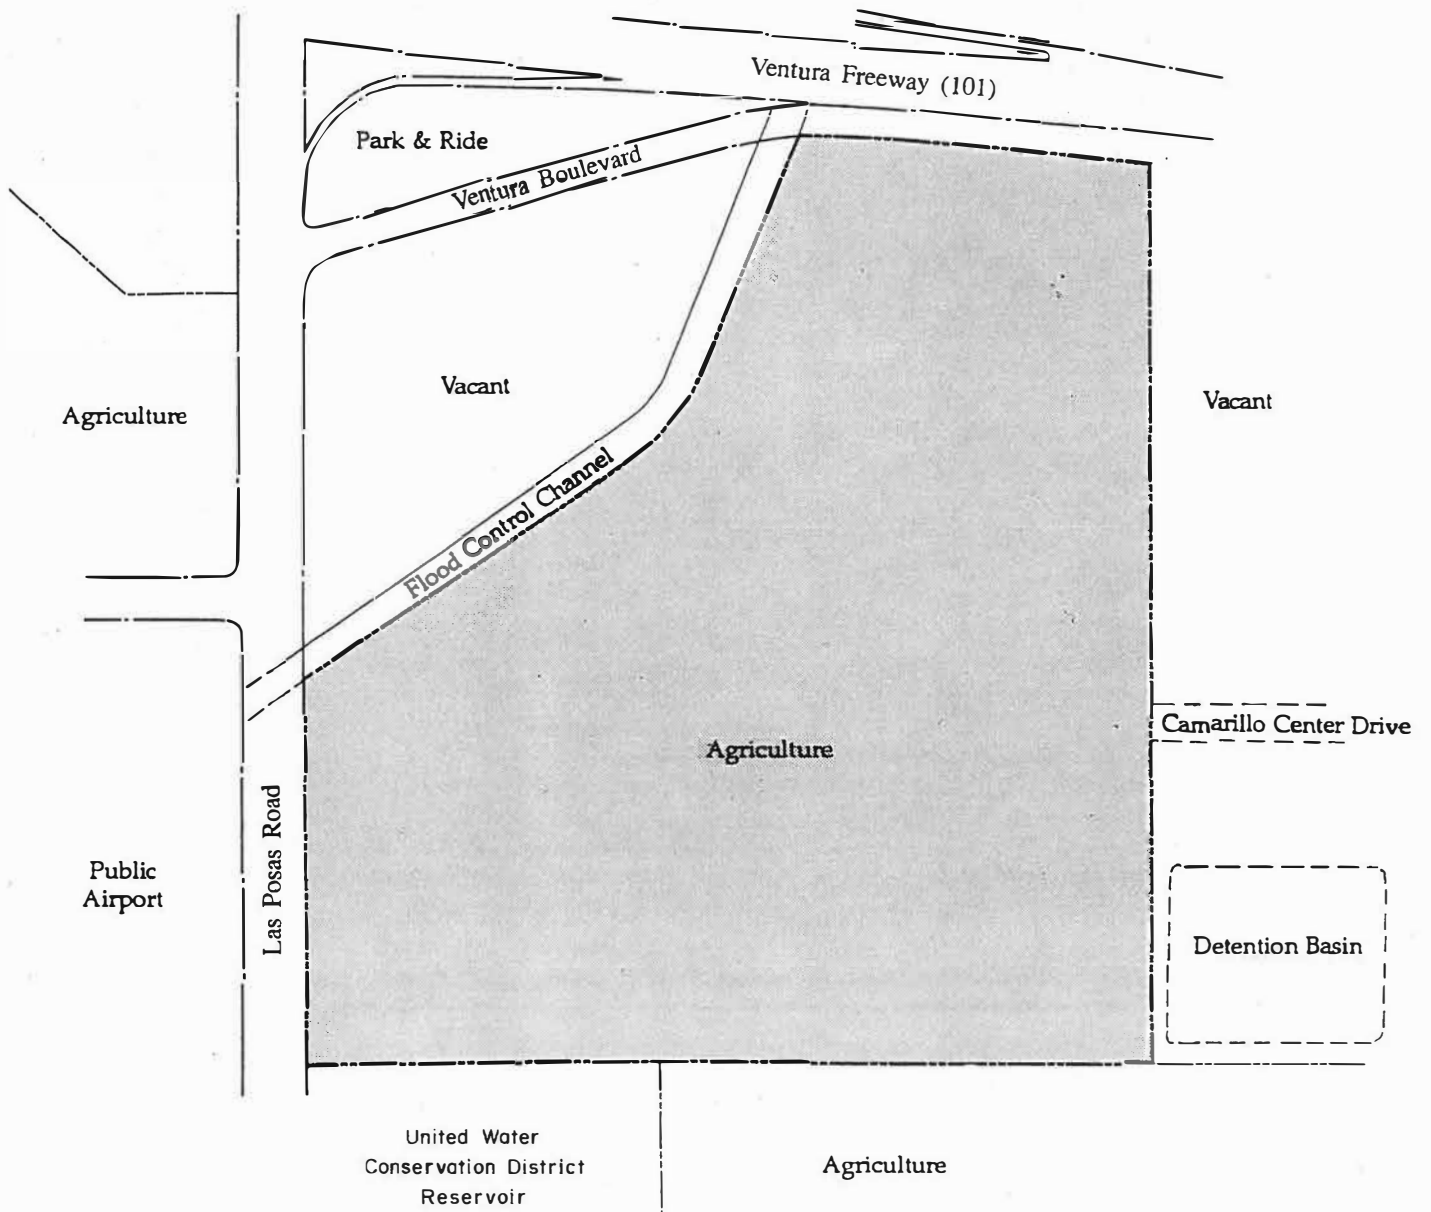 Ventura Freeway (101)
Park & Ride
Ventura Boulevard
Vacant
Agriculture
Vacant
Flood Control Channel
Camarillo Center Drive
Agriculture
Las Posas Road
Public
Airport
Detention Basin
United Water
Conservation District
Reservoir
Agriculture